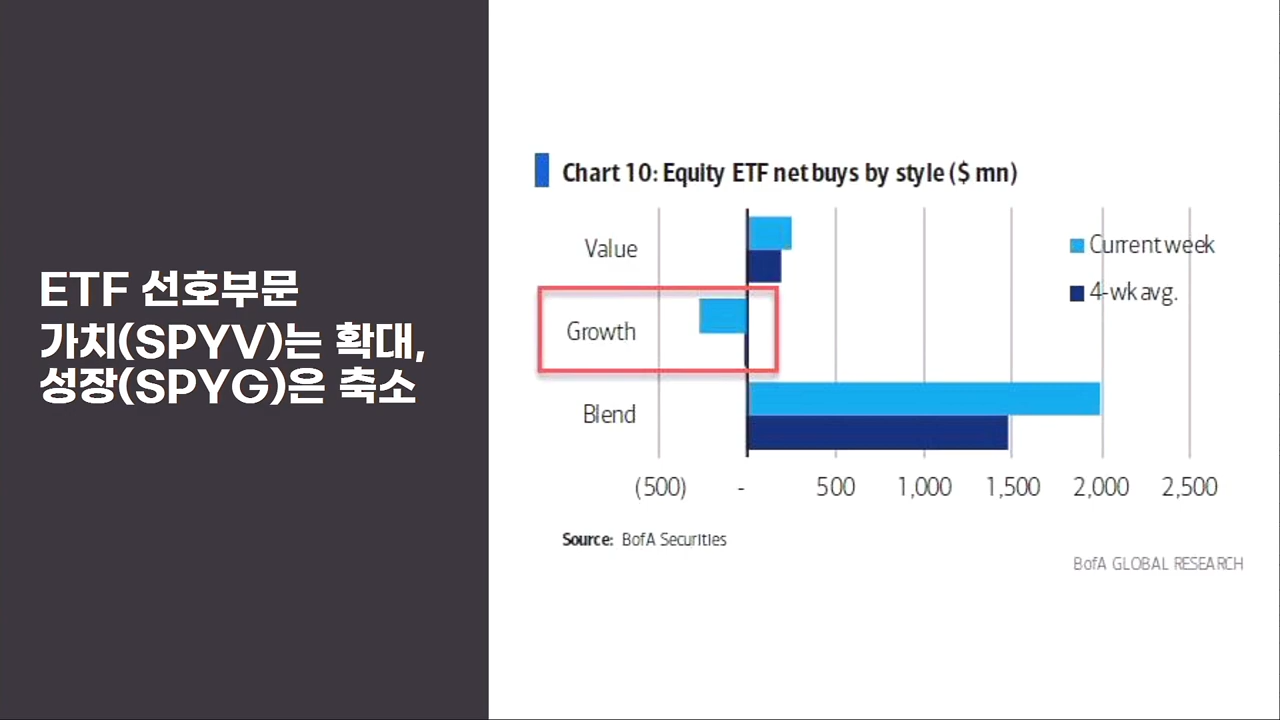 ETF 선호부문
가치(SPYV)는 확대,
성장(SPYG)은 축소
Chart 10: Equity ETF net buys by style ($ mn)
Value
Growth
Blend
Current week
4-wk avg.
(500) - 500 1,000 1,500 2,000 2,500
Source: BofA Securities
BofA GLOBAL RESEARCH